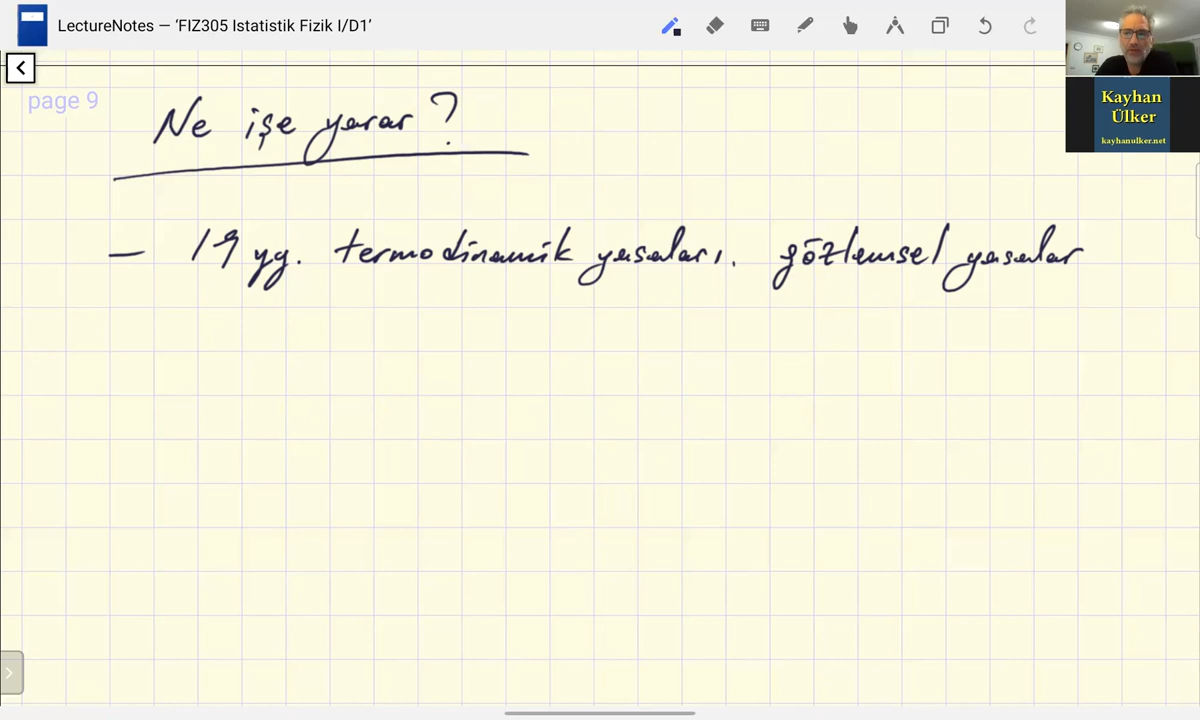 LectureNotes — ‘FIZ305 Istatistik Fizik I/D1’
Kayhan
Ülker
kayhanulker.net
page 9
Ne işe yarar?
— 19 yy. termodinamik yasaları. gözlemsel yasalar